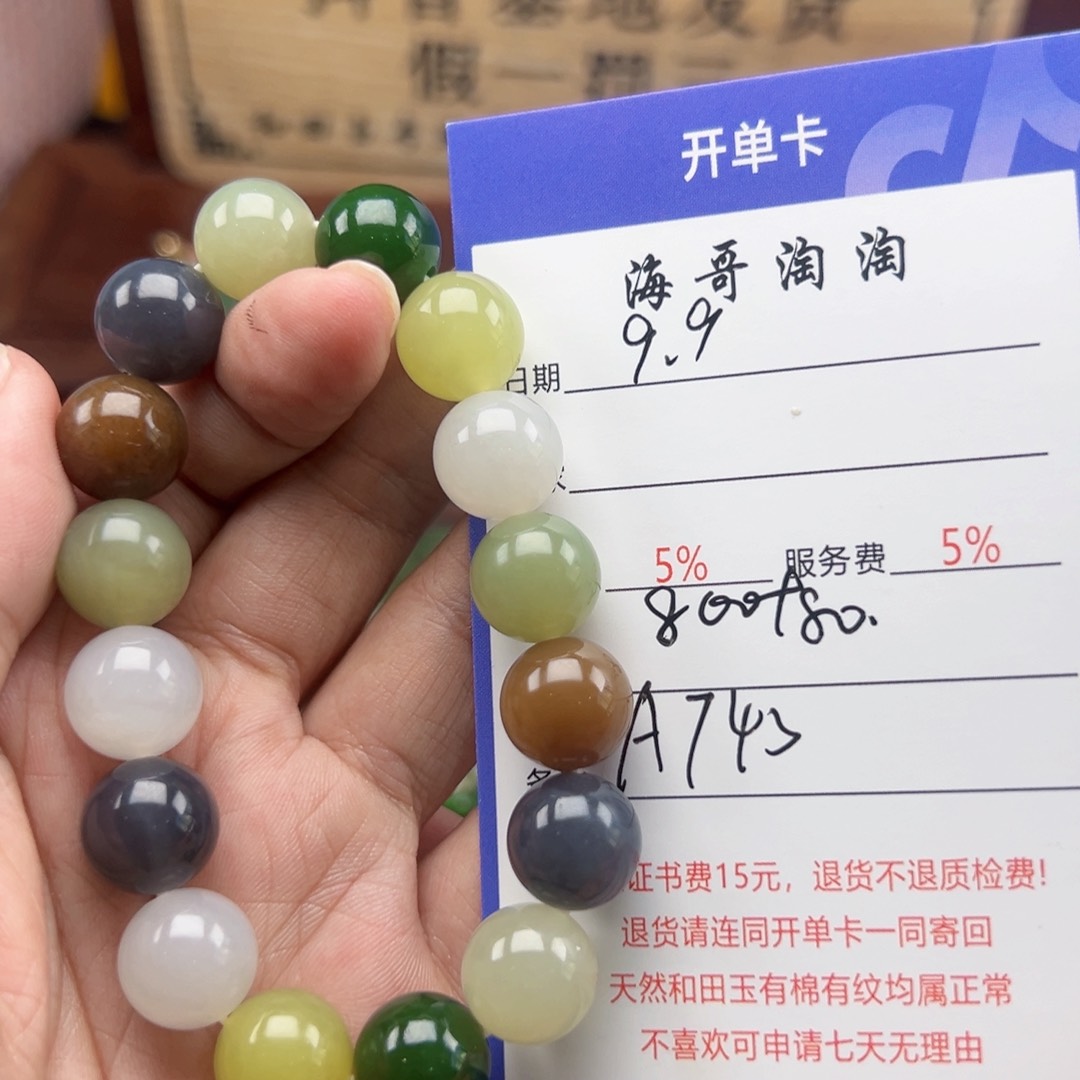 假一罚三
开单卡
海哥淘淘
日期 9.9
5% 服务费 5%
800+80.
A743
证书费15元，退货不退质检费！
退货请连同开单卡一同寄回
天然和田玉有棉有纹均属正常
不喜欢可申请七天无理由